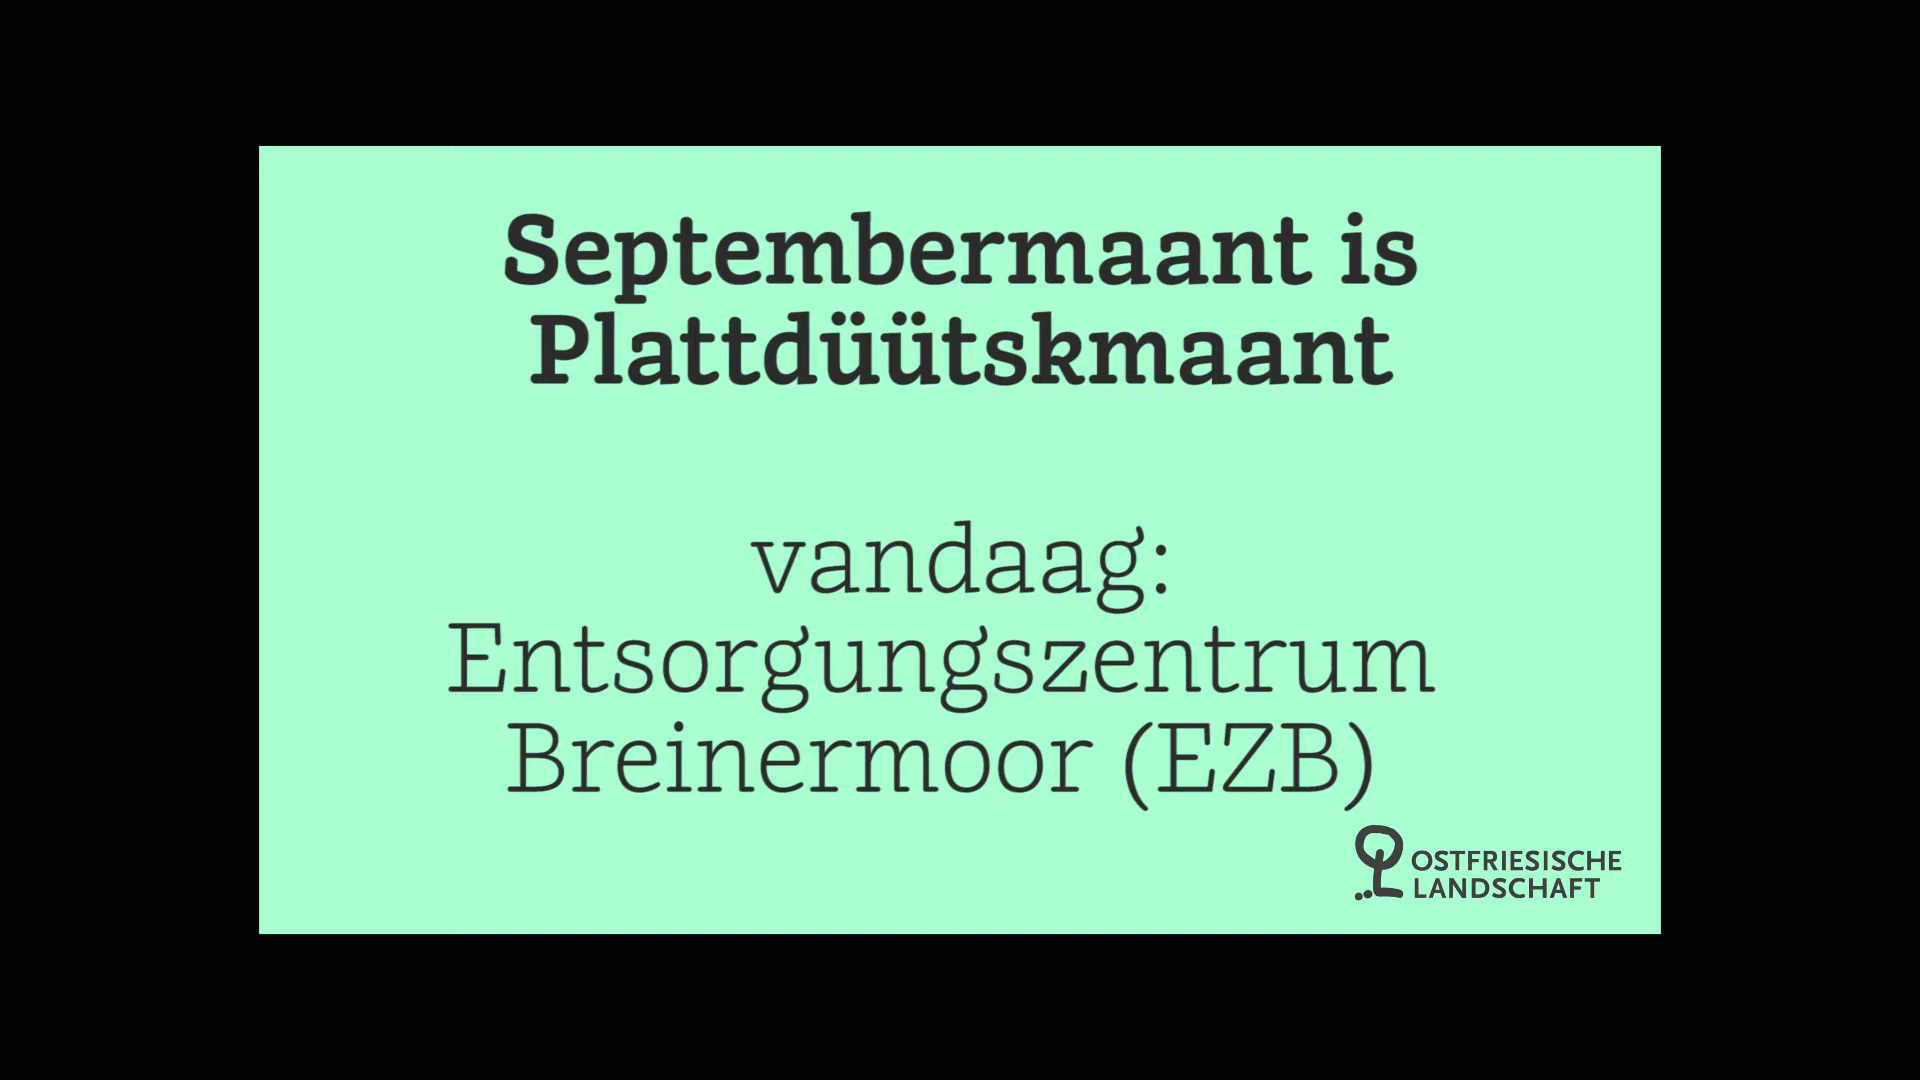 Septembermaant is
Plattdüütskmaant
vandaag:
Entsorgungszentrum
Breinermoor (EZB)
OSTFRIESISCHE
LANDSCHAFT